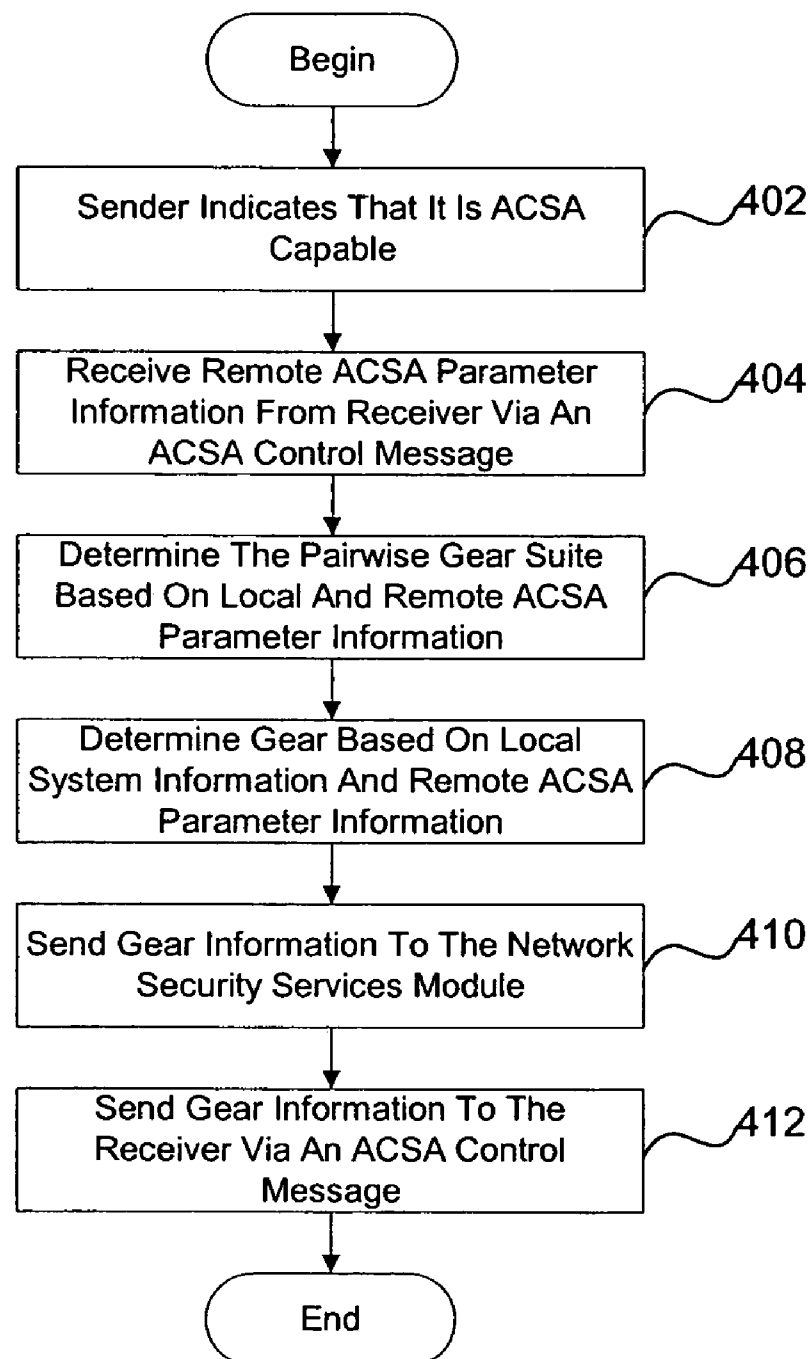 Begin
Sender Indicates That It Is ACSA
Capable
402
Receive Remote ACSA Parameter
Information From Receiver Via An
ACSA Control Message
404
Determine The Pairwise Gear Suite
Based On Local And Remote ACSA
Parameter Information
406
Determine Gear Based On Local
System Information And Remote ACSA
Parameter Information
408
Send Gear Information To The Network
Security Services Module
410
Send Gear Information To The
Receiver Via An ACSA Control
Message
412
End